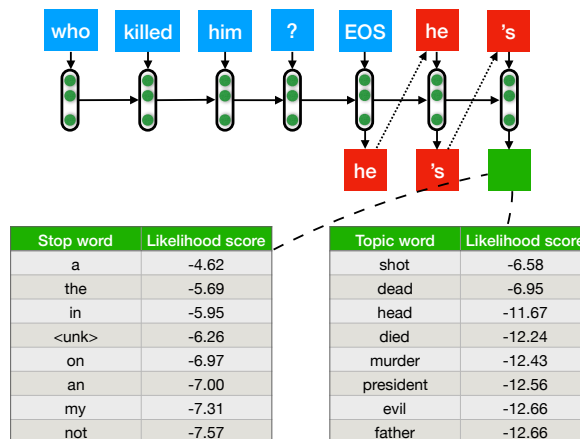 who killed him ? EOS he 's
he 's
Stop word Likelihood score
a -4.62
the -5.69
in -5.95
<unk> -6.26
on -6.97
an -7.00
my -7.31
not -7.57
Topic word Likelihood score
shot -6.58
dead -6.95
head -11.67
died -12.24
murder -12.43
president -12.56
evil -12.66
father -12.66